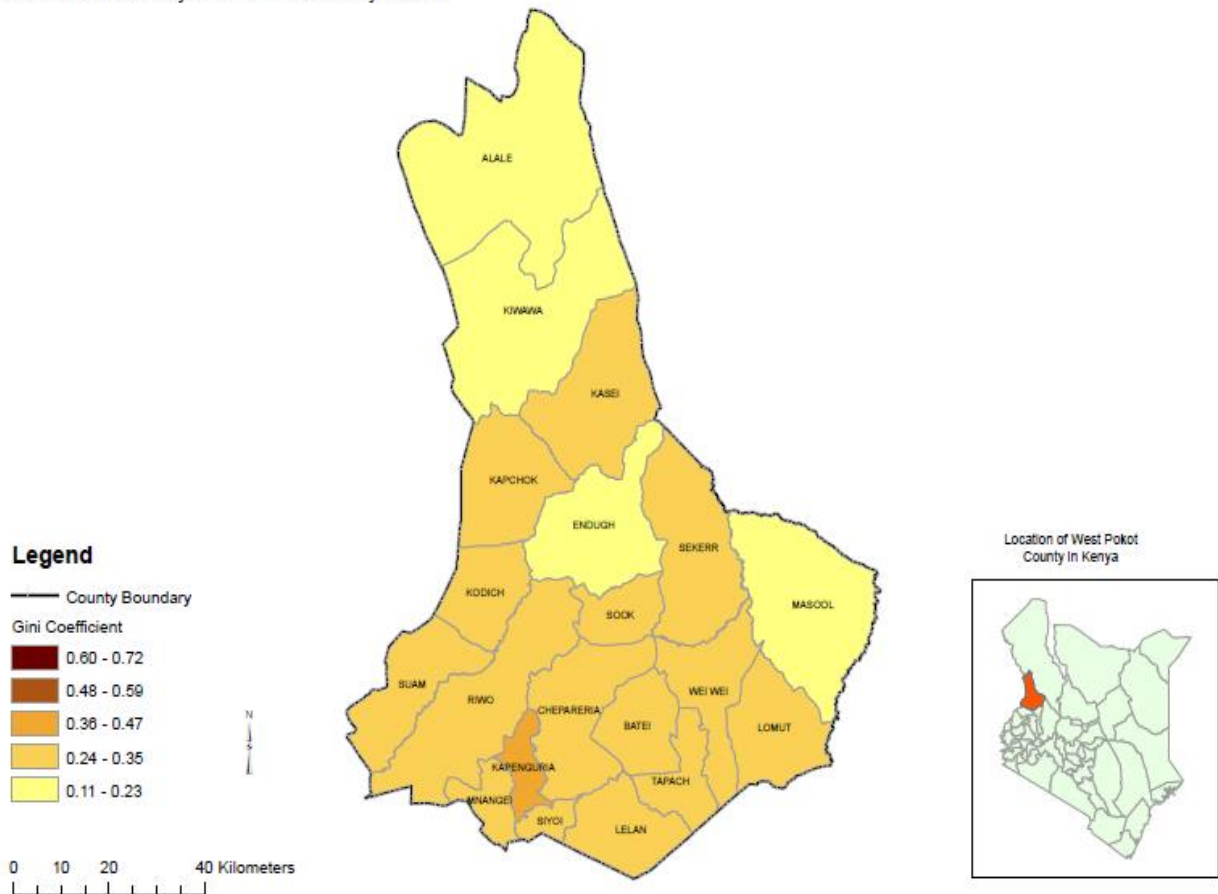 ALALE
KIWAWA
KASEI
KAPCHOK
ENDUGH
SEKERR
MASOOL
KODICH
SOOK
SUAM
RIWO
CHEPARERIA
WEI WEI
BATEI
LOMUT
KAPENGURIA
TAPACH
MNANGEI
SIYOI
LELAN
Legend
County Boundary
Gini Coefficient
0.60 - 0.72
0.48 - 0.59
0.36 - 0.47
0.24 - 0.35
0.11 - 0.23
N
S
0 10 20 40 Kilometers
Location of West Pokot
County in Kenya